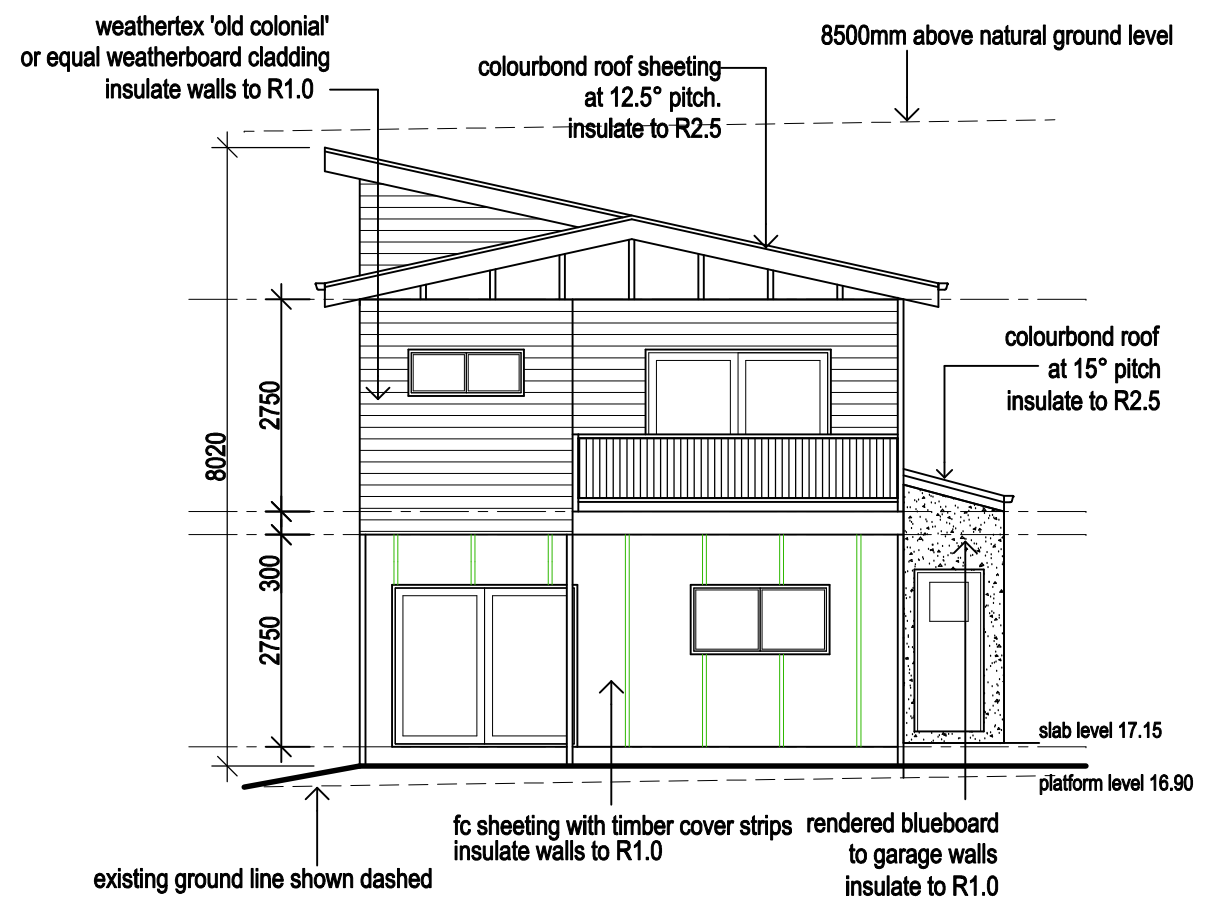 weathertex 'old colonial'
or equal weatherboard cladding
insulate walls to R1.0
colourbond roof sheeting
at 12.5° pitch.
insulate to R2.5
8500mm above natural ground level
colourbond roof
at 15° pitch
insulate to R2.5
2750
8020
300
2750
slab level 17.15
platform level 16.90
fc sheeting with timber cover strips
insulate walls to R1.0
rendered blueboard
to garage walls
insulate to R1.0
existing ground line shown dashed